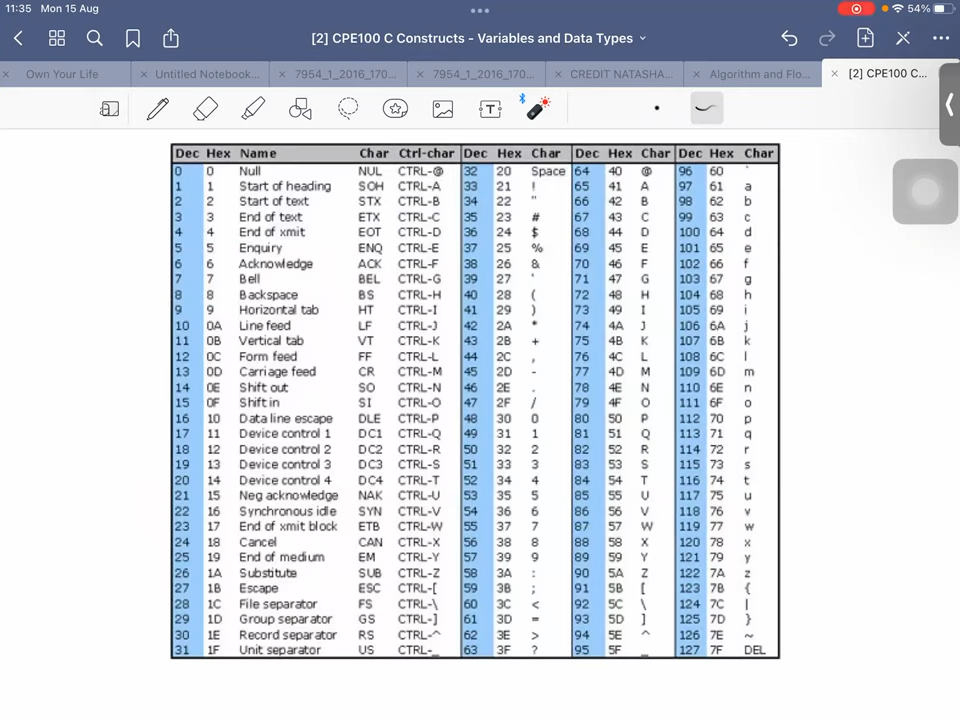 11:35 Mon 15 Aug 54%
[2] CPE100 C Constructs - Variables and Data Types
Own Your Life Untitled Notebook... 7954_1_2016_170... 7954_1_2016_170... CREDIT NATASHA... Algorithm and Flo... [2] CPE100 C...
Dec Hex Name Char Ctrl-char Dec Hex Char Dec Hex Char Dec Hex Char
0 0 Null NUL CTRL-@ 32 20 Space 64 40 @ 96 60 `
1 1 Start of heading SOH CTRL-A 33 21 ! 65 41 A 97 61 a
2 2 Start of text STX CTRL-B 34 22 " 66 42 B 98 62 b
3 3 End of text ETX CTRL-C 35 23 # 67 43 C 99 63 c
4 4 End of xmit EOT CTRL-D 36 24 $ 68 44 D 100 64 d
5 5 Enquiry ENQ CTRL-E 37 25 % 69 45 E 101 65 e
6 6 Acknowledge ACK CTRL-F 38 26 & 70 46 F 102 66 f
7 7 Bell BEL CTRL-G 39 27 ' 71 47 G 103 67 g
8 8 Backspace BS CTRL-H 40 28 ( 72 48 H 104 68 h
9 9 Horizontal tab HT CTRL-I 41 29 ) 73 49 I 105 69 i
10 0A Line feed LF CTRL-J 42 2A * 74 4A J 106 6A j
11 0B Vertical tab VT CTRL-K 43 2B + 75 4B K 107 6B k
12 0C Form feed FF CTRL-L 44 2C , 76 4C L 108 6C l
13 0D Carriage feed CR CTRL-M 45 2D - 77 4D M 109 6D m
14 0E Shift out SO CTRL-N 46 2E . 78 4E N 110 6E n
15 0F Shift in SI CTRL-O 47 2F / 79 4F O 111 6F o
16 10 Data line escape DLE CTRL-P 48 30 0 80 50 P 112 70 p
17 11 Device control 1 DC1 CTRL-Q 49 31 1 81 51 Q 113 71 q
18 12 Device control 2 DC2 CTRL-R 50 32 2 82 52 R 114 72 r
19 13 Device control 3 DC3 CTRL-S 51 33 3 83 53 S 115 73 s
20 14 Device control 4 DC4 CTRL-T 52 34 4 84 54 T 116 74 t
21 15 Neg acknowledge NAK CTRL-U 53 35 5 85 55 U 117 75 u
22 16 Synchronous idle SYN CTRL-V 54 36 6 86 56 V 118 76 v
23 17 End of xmit block ETB CTRL-W 55 37 7 87 57 W 119 77 w
24 18 Cancel CAN CTRL-X 56 38 8 88 58 X 120 78 x
25 19 End of medium EM CTRL-Y 57 39 9 89 59 Y 121 79 y
26 1A Substitute SUB CTRL-Z 58 3A : 90 5A Z 122 7A z
27 1B Escape ESC CTRL-[ 59 3B ; 91 5B [ 123 7B {
28 1C File separator FS CTRL-\ 60 3C < 92 5C \ 124 7C |
29 1D Group separator GS CTRL-] 61 3D = 93 5D ] 125 7D }
30 1E Record separator RS CTRL-^ 62 3E > 94 5E ^ 126 7E ~
31 1F Unit separator US CTRL-_ 63 3F ? 95 5F _ 127 7F DEL